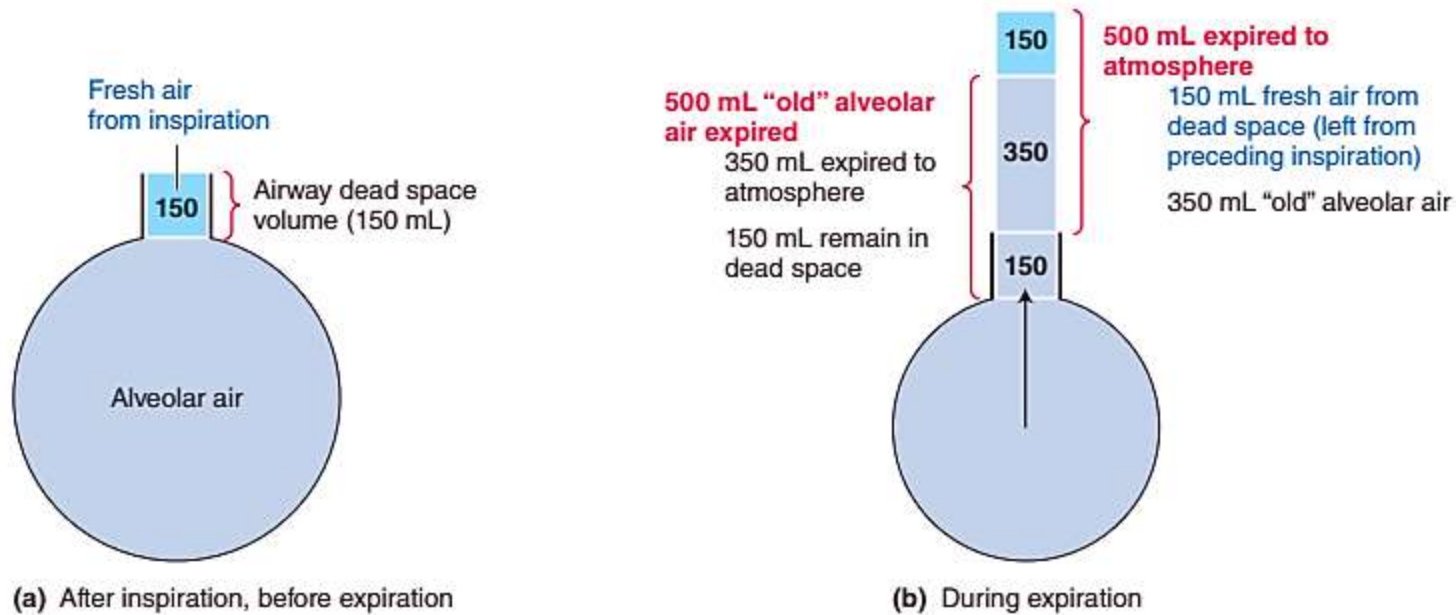 Fresh air
from inspiration
150
Airway dead space
volume (150 mL)
Alveolar air
(a) After inspiration, before expiration
150
500 mL expired to
atmosphere
150 mL fresh air from
dead space (left from
preceding inspiration)
350 mL “old” alveolar air
500 mL “old” alveolar
air expired
350 mL expired to
atmosphere
150 mL remain in
dead space
350
150
(b) During expiration